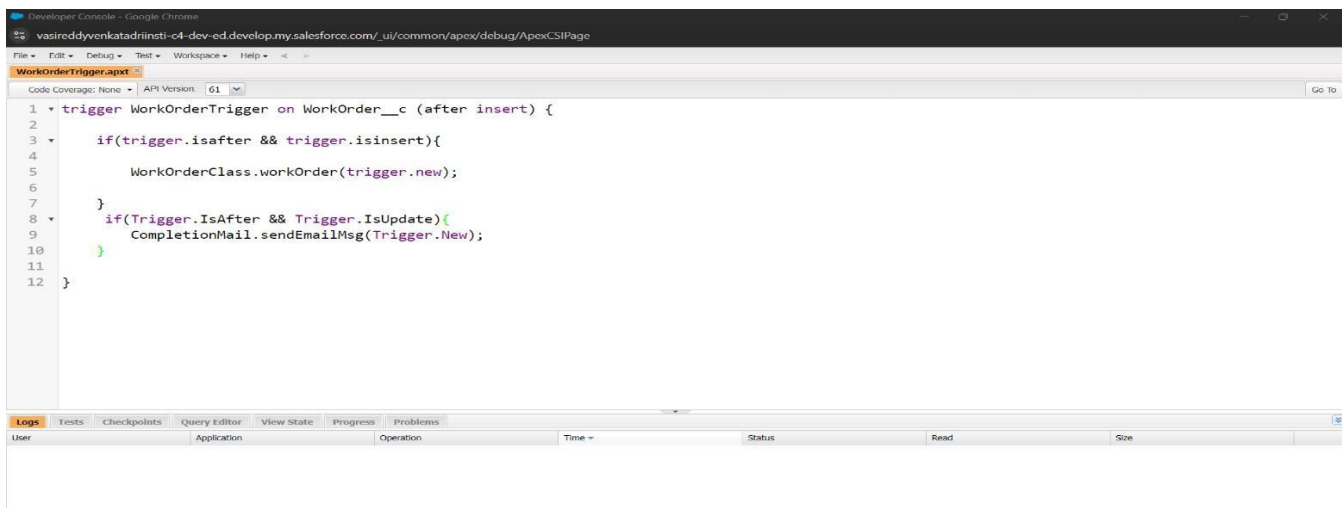 Developer Console - Google Chrome
vasireddyvenkatadriinsti-c4-dev-ed.develop.my.salesforce.com/_ui/common/apex/debug/ApexCSIPage
File Edit Debug Test Workspace Help < >
WorkOrderTrigger.apxt
Code Coverage: None API Version: 61 Go To
1 trigger WorkOrderTrigger on WorkOrder__c (after insert) {
2
3 if(trigger.isafter && trigger.isinsert){
4
5 WorkOrderClass.workOrder(trigger.new);
6
7 }
8 if(Trigger.IsAfter && Trigger.IsUpdate){
9 CompletionMail.sendEmailMsg(Trigger.New);
10 }
11
12 }
Logs Tests Checkpoints Query Editor View State Progress Problems
User Application Operation Time Status Read Size